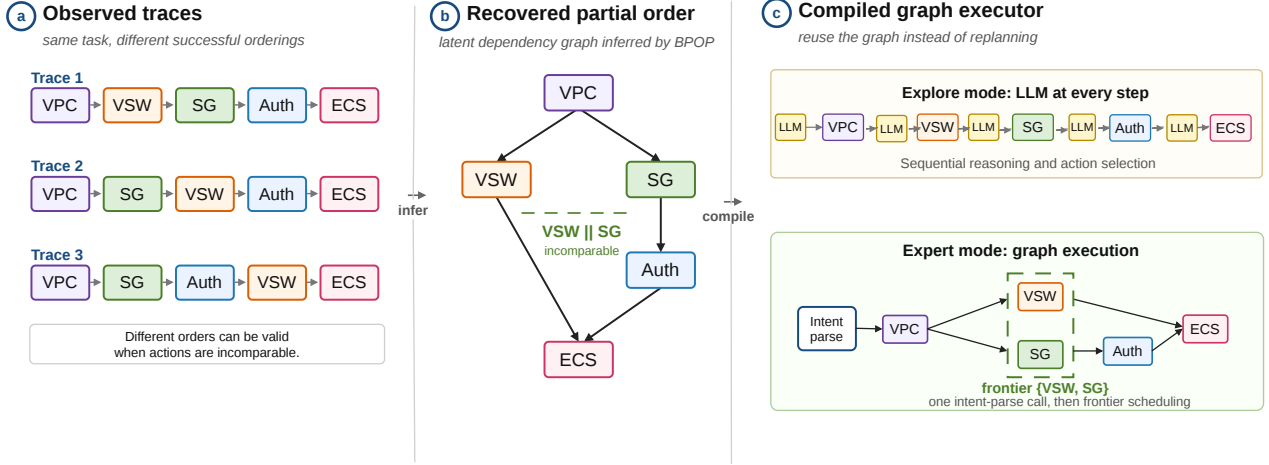 a Observed traces
same task, different successful orderings
Trace 1
VPC VSW SG Auth ECS
Trace 2
VPC SG VSW Auth ECS
Trace 3
VPC SG Auth VSW ECS
Different orders can be valid
when actions are incomparable.
infer
b Recovered partial order
latent dependency graph inferred by BPOP
VPC
VSW SG
VSW || SG
incomparable
Auth
ECS
compile
c Compiled graph executor
reuse the graph instead of replanning
Explore mode: LLM at every step
LLM VPC LLM VSW LLM SG LLM Auth LLM ECS
Sequential reasoning and action selection
Expert mode: graph execution
VSW
Intent
parse
VPC
ECS
SG
Auth
frontier {VSW, SG}
one intent-parse call, then frontier scheduling